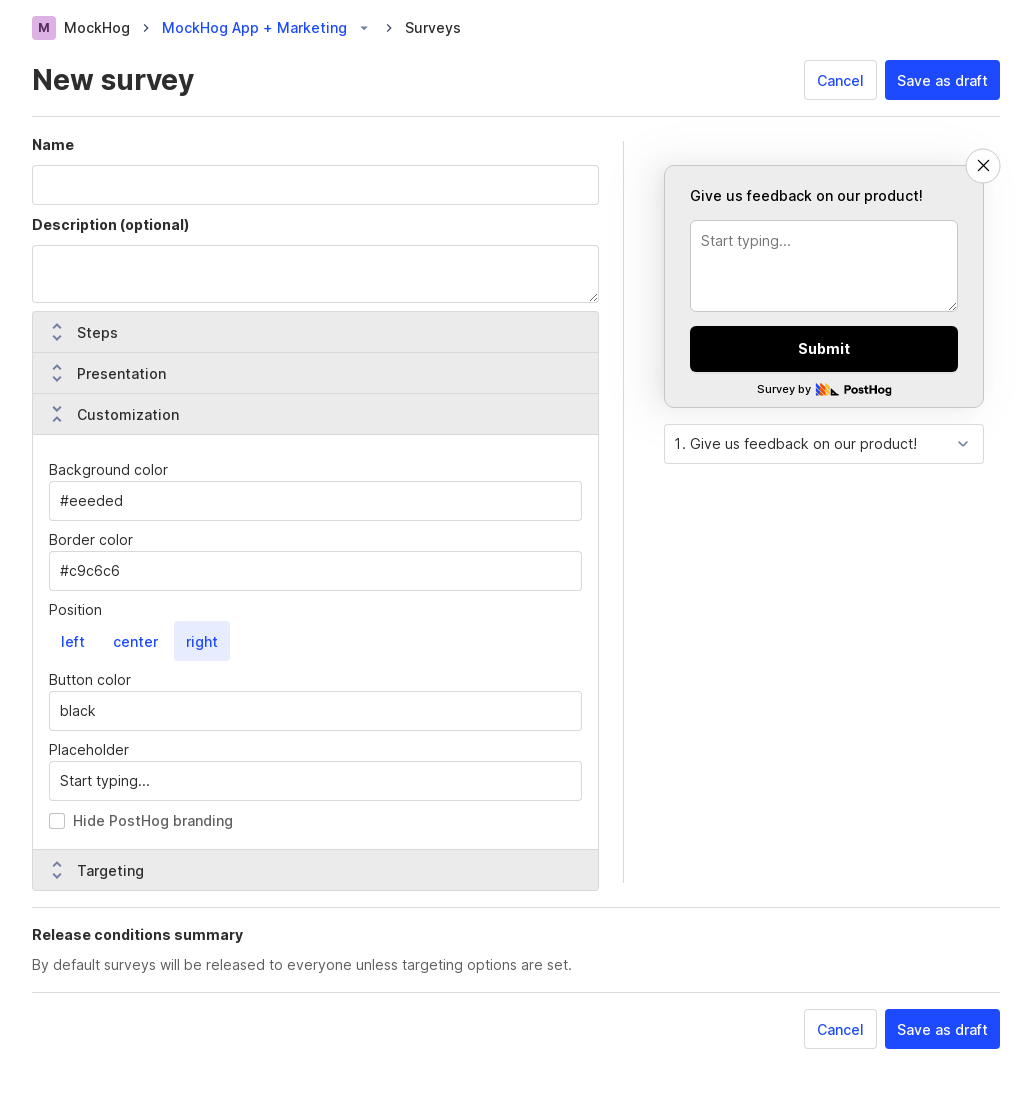 M MockHog MockHog App + Marketing Surveys
New survey
Cancel Save as draft
Name
Description (optional)
Steps
Presentation
Customization
Background color
#eeeded
Border color
#c9c6c6
Position
left center right
Button color
black
Placeholder
Start typing...
Hide PostHog branding
Targeting
Give us feedback on our product!
Start typing...
Submit
Survey by PostHog
1. Give us feedback on our product!
Release conditions summary
By default surveys will be released to everyone unless targeting options are set.
Cancel Save as draft